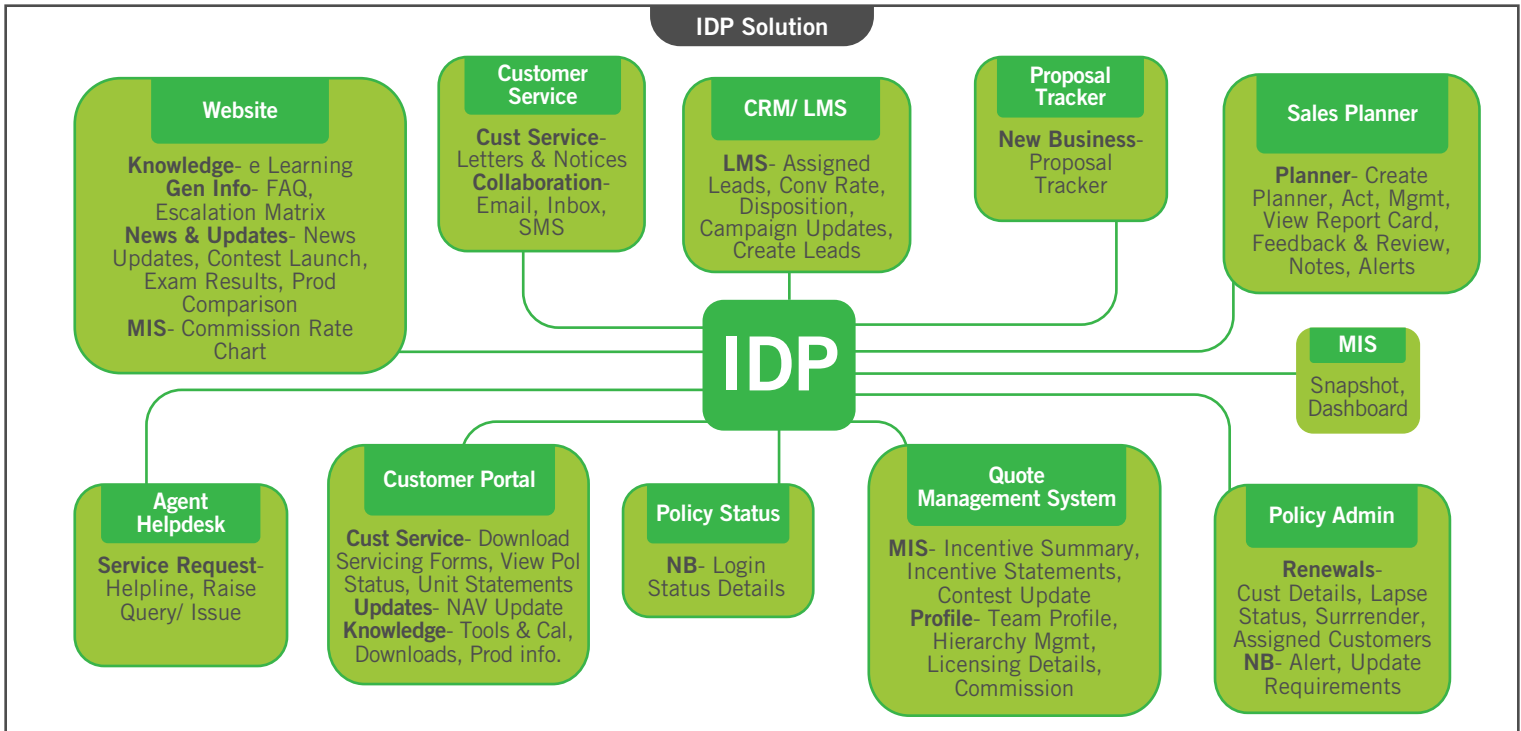 IDP Solution
Website
Knowledge- e Learning
Gen Info- FAQ,
Escalation Matrix
News & Updates- News
Updates, Contest Launch,
Exam Results, Prod
Comparison
MIS- Commission Rate
Chart
Customer
Service
Cust Service-
Letters & Notices
Collaboration-
Email, Inbox,
SMS
CRM/ LMS
LMS- Assigned
Leads, Conv Rate,
Disposition,
Campaign Updates,
Create Leads
Proposal
Tracker
New Business-
Proposal
Tracker
Sales Planner
Planner- Create
Planner, Act, Mgmt,
View Report Card,
Feedback & Review,
Notes, Alerts
IDP
MIS
Snapshot,
Dashboard
Agent
Helpdesk
Service Request-
Helpline, Raise
Query/ Issue
Customer Portal
Cust Service- Download
Servicing Forms, View Pol
Status, Unit Statements
Updates- NAV Update
Knowledge- Tools & Cal,
Downloads, Prod info.
Policy Status
NB- Login
Status Details
Quote
Management System
MIS- Incentive Summary,
Incentive Statements,
Contest Update
Profile- Team Profile,
Hierarchy Mgmt,
Licensing Details,
Commission
Policy Admin
Renewals-
Cust Details, Lapse
Status, Surrrender,
Assigned Customers
NB- Alert, Update
Requirements